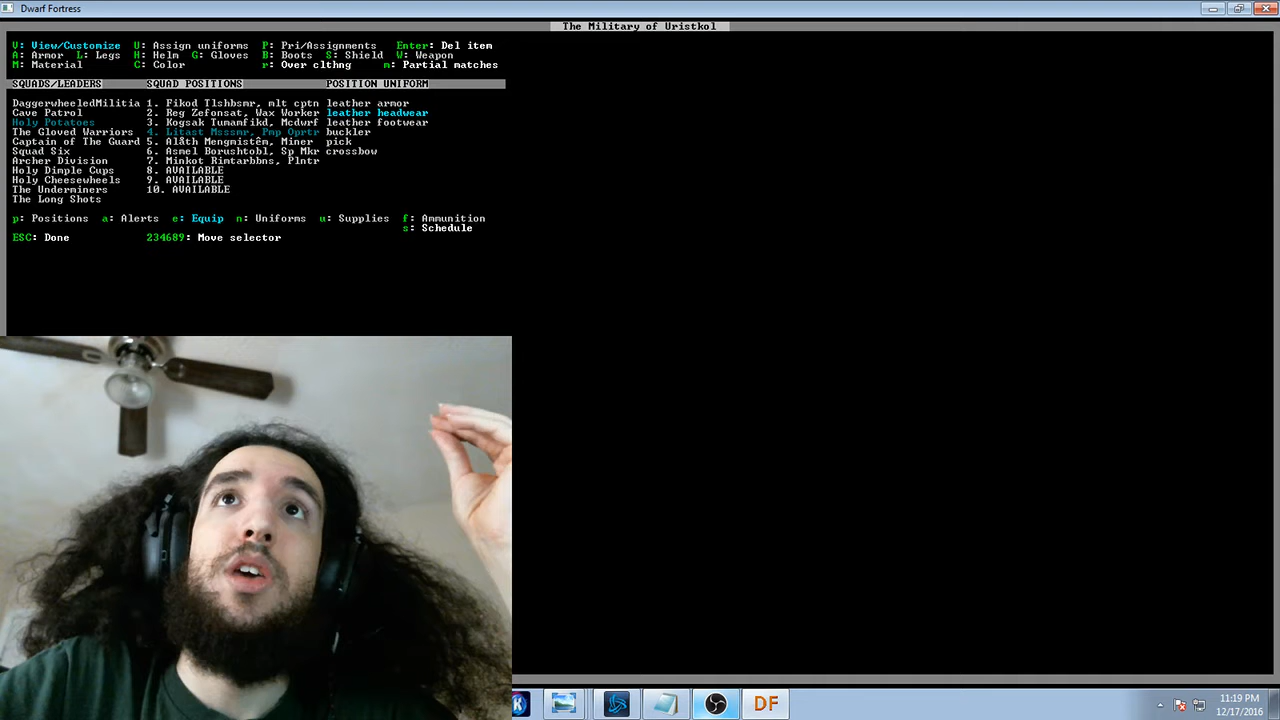 Dwarf Fortress
The Military of Uristkol
V: View/Customize U: Assign uniforms P: Pri/Assignments Enter: Del item
A: Armor L: Legs H: Helm G: Gloves B: Boots S: Shield W: Weapon
M: Material C: Color r: Over clthng m: Partial matches
SQUADS/LEADERS SQUAD POSITIONS POSITION UNIFORM
DaggerwheeledMilitia 1. Fikod Tlshbsmr, mlt cptn leather armor
Cave Patrol 2. Reg Zefonsat, Wax Worker leather headwear
Holy Potatoes 3. Kogsak Tumamfikd, Mcdwrf leather footwear
The Gloved Warriors 4. Litast Msssmr, Pmp Oprtr buckler
Captain of The Guard 5. Alåth Mengmistêm, Miner pick
Squad Six 6. Asmel Borushtobl, Sp Mkr crossbow
Archer Division 7. Minkot Rimtarbbns, Plntr
Holy Dimple Cups 8. AVAILABLE
Holy Cheesewheels 9. AVAILABLE
The Underminers 10. AVAILABLE
The Long Shots
p: Positions a: Alerts e: Equip n: Uniforms u: Supplies f: Ammunition
s: Schedule
ESC: Done 234689: Move selector
K
DF
11:19 PM
12/17/2016